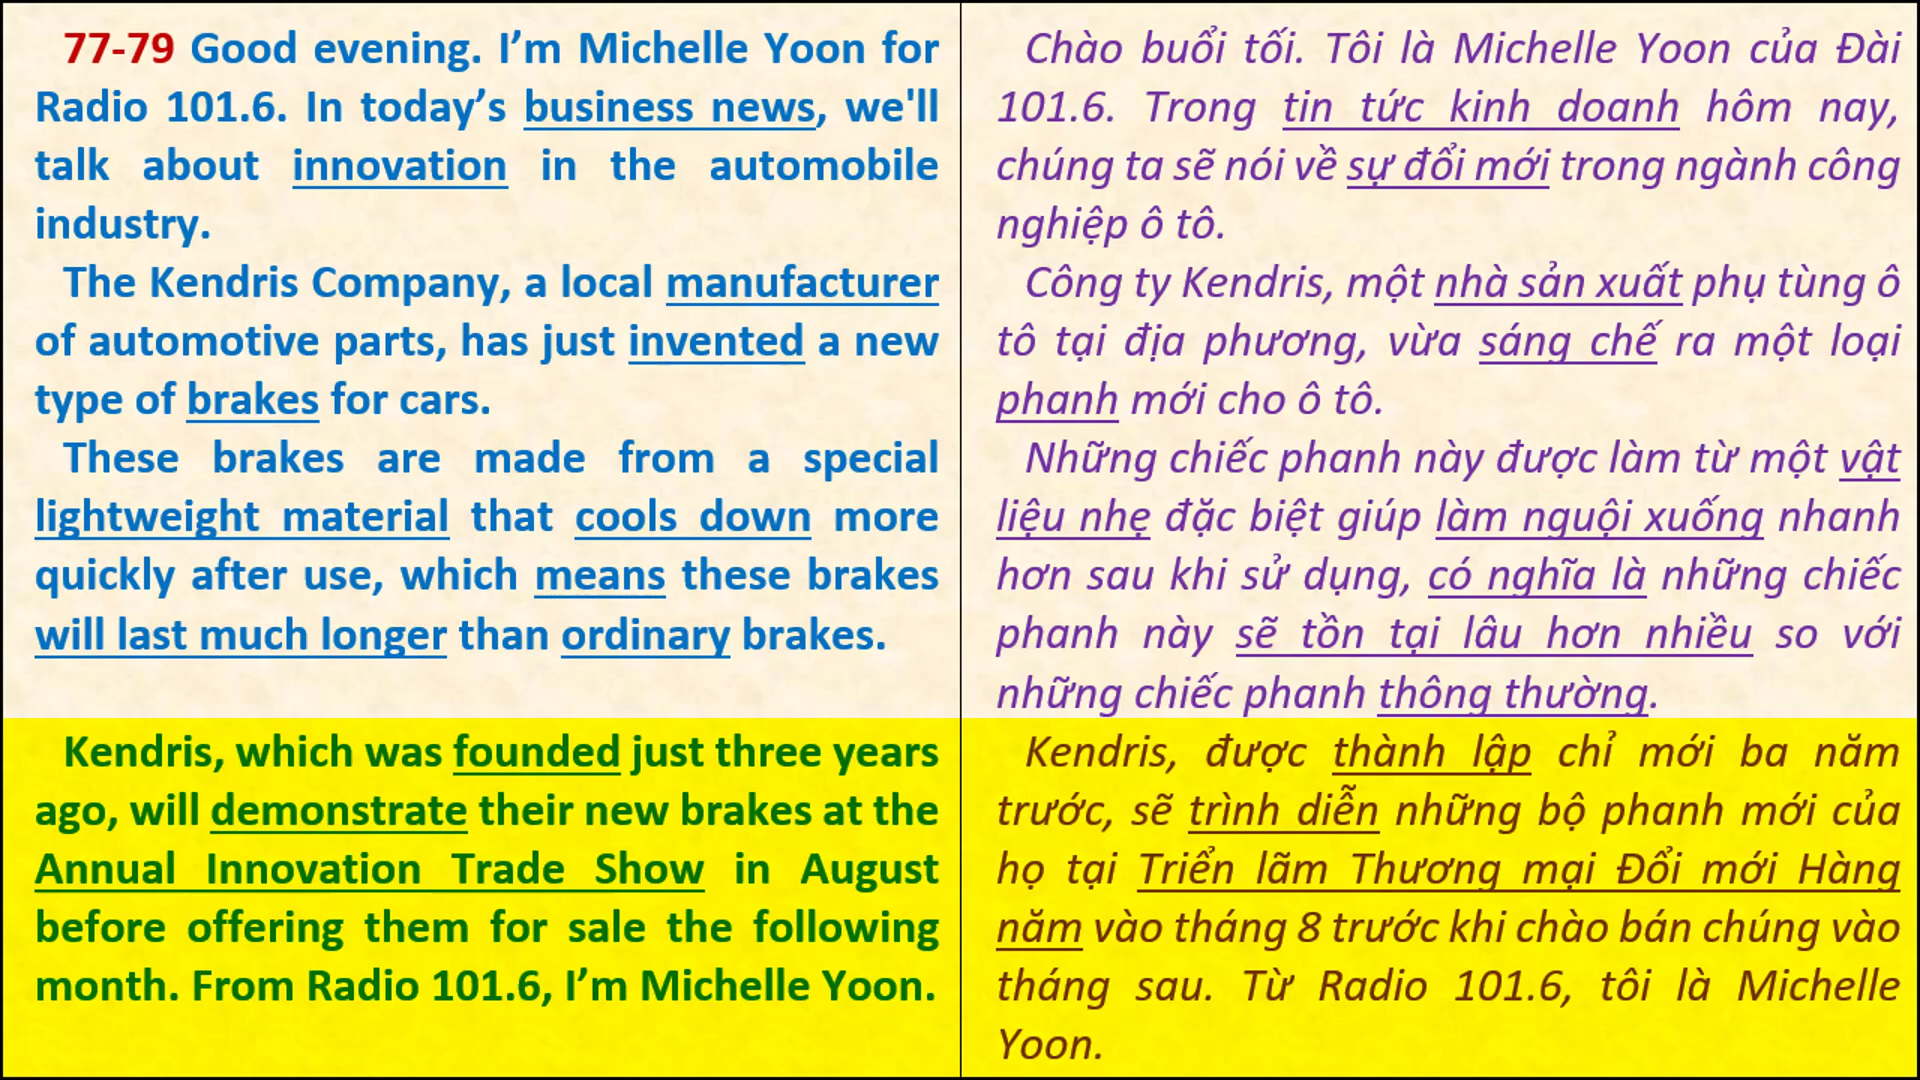 77-79 Good evening. I’m Michelle Yoon for
Radio 101.6. In today’s business news, we'll
talk about innovation in the automobile
industry.
The Kendris Company, a local manufacturer
of automotive parts, has just invented a new
type of brakes for cars.
These brakes are made from a special
lightweight material that cools down more
quickly after use, which means these brakes
will last much longer than ordinary brakes.
Kendris, which was founded just three years
ago, will demonstrate their new brakes at the
Annual Innovation Trade Show in August
before offering them for sale the following
month. From Radio 101.6, I’m Michelle Yoon.
Chào buổi tối. Tôi là Michelle Yoon của Đài
101.6. Trong tin tức kinh doanh hôm nay,
chúng ta sẽ nói về sự đổi mới trong ngành công
nghiệp ô tô.
Công ty Kendris, một nhà sản xuất phụ tùng ô
tô tại địa phương, vừa sáng chế ra một loại
phanh mới cho ô tô.
Những chiếc phanh này được làm từ một vật
liệu nhẹ đặc biệt giúp làm nguội xuống nhanh
hơn sau khi sử dụng, có nghĩa là những chiếc
phanh này sẽ tồn tại lâu hơn nhiều so với
những chiếc phanh thông thường.
Kendris, được thành lập chỉ mới ba năm
trước, sẽ trình diễn những bộ phanh mới của
họ tại Triển lãm Thương mại Đổi mới Hàng
năm vào tháng 8 trước khi chào bán chúng vào
tháng sau. Từ Radio 101.6, tôi là Michelle
Yoon.